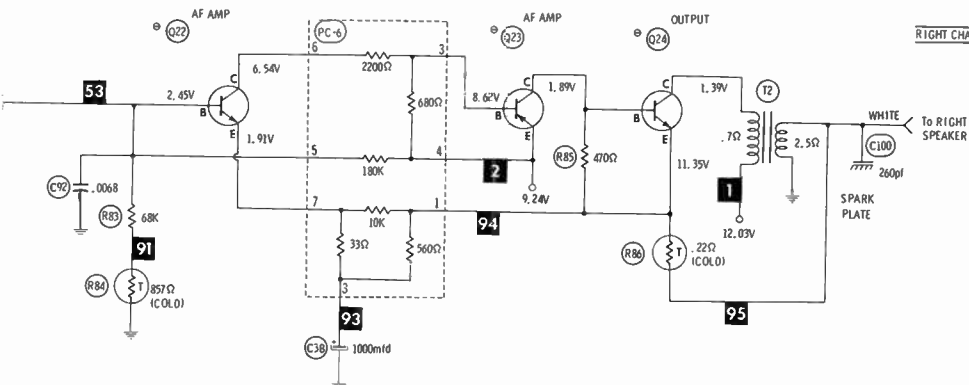 AF AMP
⊖ Q22
PC-6
AF AMP
⊖ Q23
OUTPUT
⊖ Q24
RIGHT CHA
6
2200Ω
3
C
6.54V
53
2.45V
B
E
1.91V
680Ω
8.62V
B
C
1.89V
E
C
1.39V
B
E
11.35V
T2
.7Ω
2.5Ω
WHITE
To RIGHT
SPEAKER
C100
260pf
SPARK
PLATE
5
180K
4
2
9.24V
R85
470Ω
1
12.03V
C92
.0068
R83
68K
91
R84
T
857Ω
(COLD)
7
10K
1
94
33Ω
560Ω
3
93
C38
+
1000mfd
R86
T
.22Ω
(COLD)
95